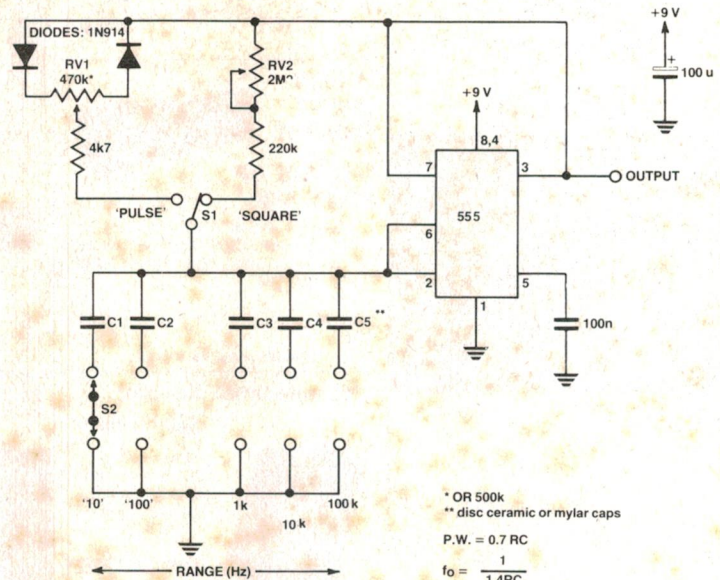 +9 V
DIODES: 1N914
RV1
470k*
RV2
+
100 u
+9 V
4k7
220k
8,4
7
3
OUTPUT
'PULSE'
S1
'SQUARE'
555
6
2
5
1
C1
C2
C3
C4
C5
**
100n
S2
'10'
'100'
1k
10k
100k
* OR 500k
** disc ceramic or mylar caps
P.W. = 0.7 RC
RANGE (Hz)
fo = 1
1.4RC